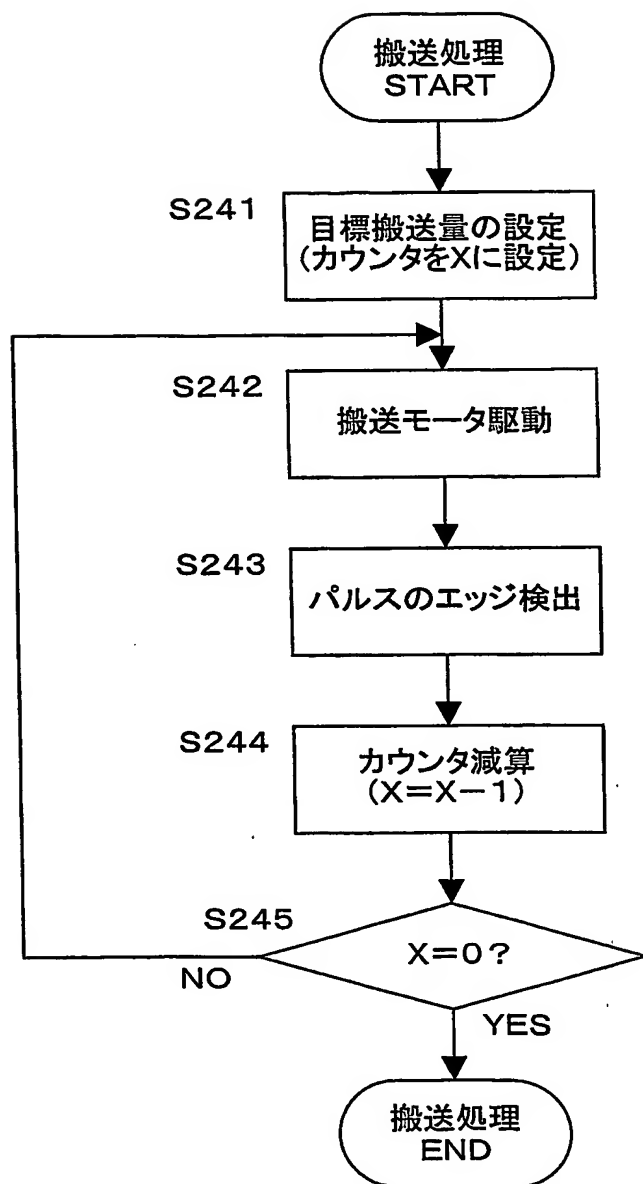 搬送処理
START
S241
目標搬送量の設定
(カウンタをXに設定)
S242
搬送モータ駆動
S243
パルスのエッジ検出
S244
カウンタ減算
(X=X-1)
S245
X=0?
NO
YES
搬送処理
END